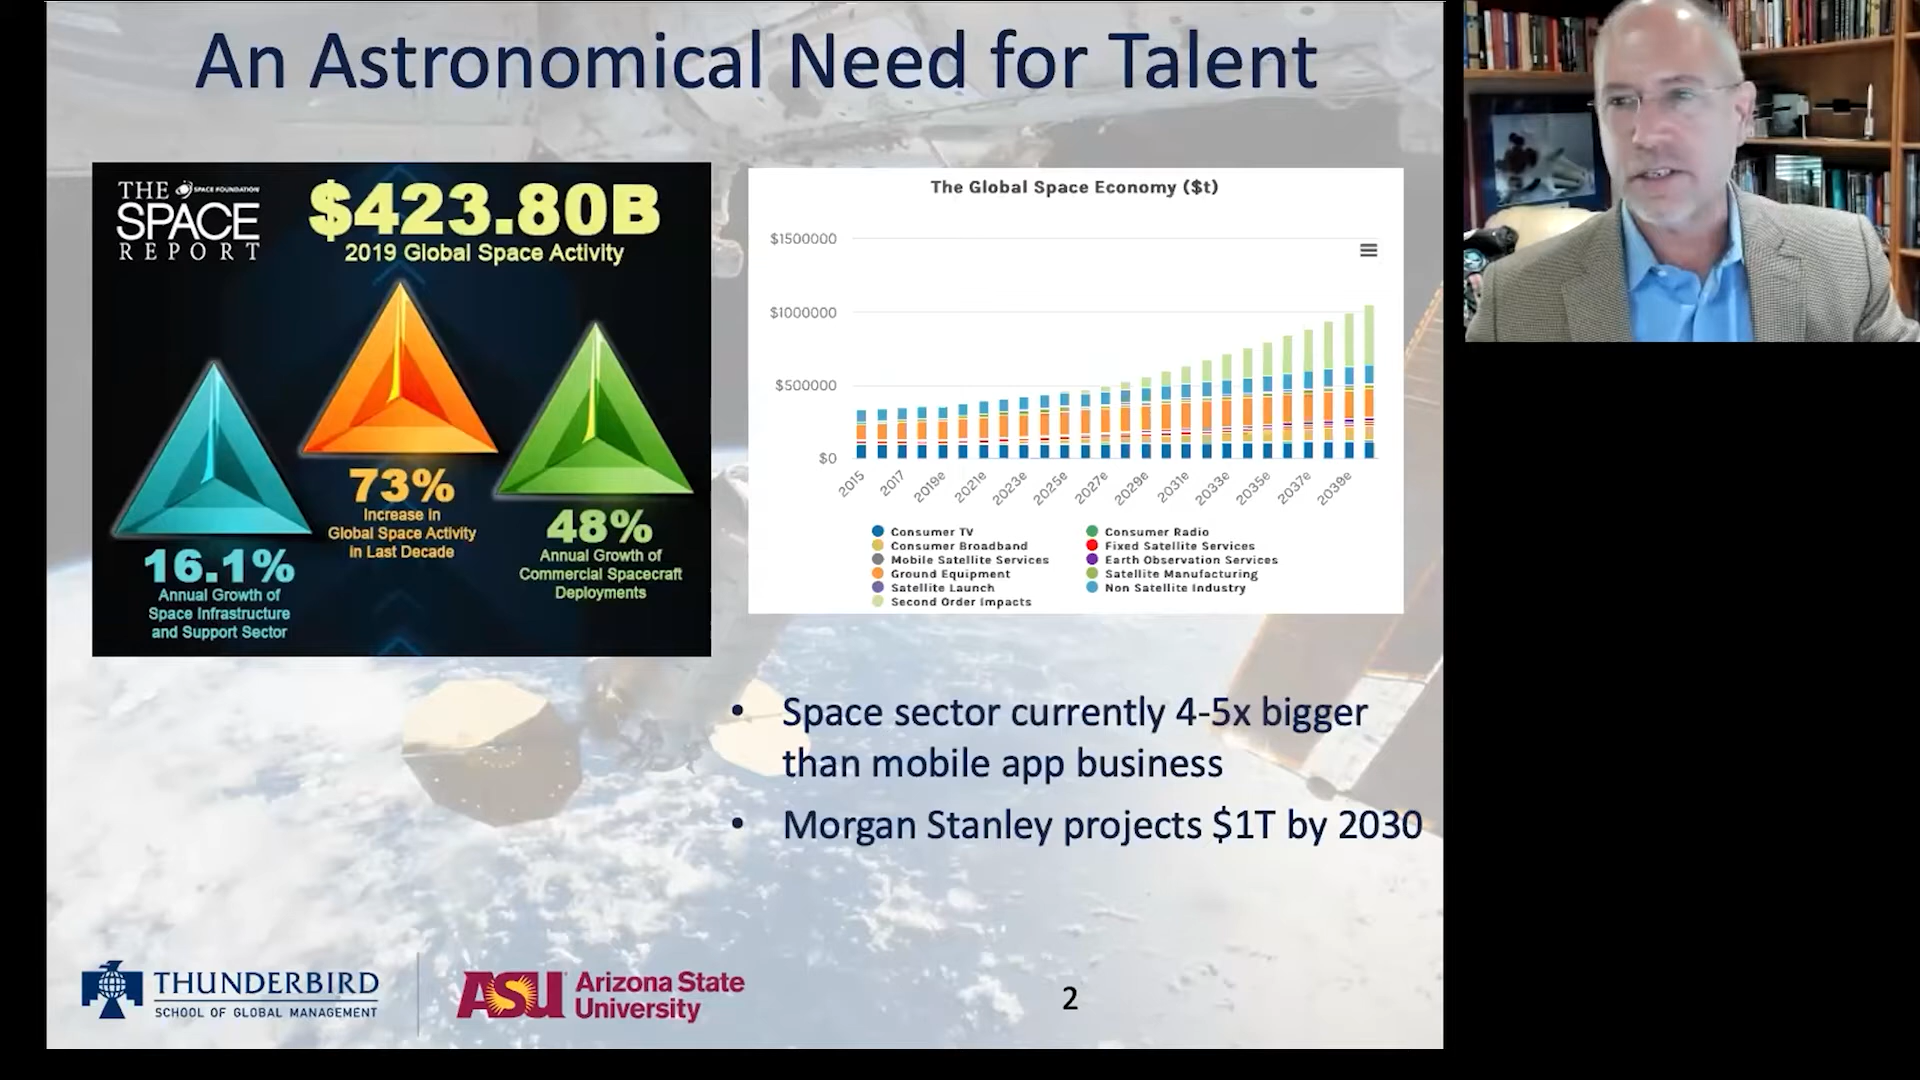 An Astronomical Need for Talent
THE SPACE FOUNDATION
SPACE
REPORT
$423.80B
2019 Global Space Activity
73%
Increase In
Global Space Activity
in Last Decade
48%
Annual Growth of
Commercial Spacecraft
Deployments
16.1%
Annual Growth of
Space Infrastructure
and Support Sector
The Global Space Economy ($t)
$1500000
$1000000
$500000
$0
2015 2017 2019e 2021e 2023e 2025e 2027e 2029e 2031e 2033e 2035e 2037e 2039e
Consumer TV Consumer Radio
Consumer Broadband Fixed Satellite Services
Mobile Satellite Services Earth Observation Services
Ground Equipment Satellite Manufacturing
Satellite Launch Non Satellite Industry
Second Order Impacts
• Space sector currently 4-5x bigger
than mobile app business
• Morgan Stanley projects $1T by 2030
THUNDERBIRD
SCHOOL OF GLOBAL MANAGEMENT
ASU Arizona State
University
2